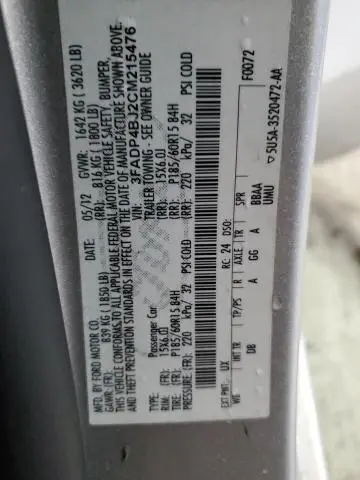 MFD. BY FORD MOTOR CO.
DATE: 05/12 GVWR: 1642 KG ( 3620 LB)
GAWR: (FR): 839 KG ( 1850 LB) (RR): 816 KG ( 1800 LB)
THIS VEHICLE CONFORMS TO ALL APPLICABLE FEDERAL MOTOR VEHICLE SAFETY, BUMPER,
AND THEFT PREVENTION STANDARDS IN EFFECT ON THE DATE OF MANUFACTURE SHOWN ABOVE.
3FADP4BJ2CM215476
TYPE: Passenger Car TRAILER TOWING - SEE OWNER GUIDE
(FR): 15X6.0J (RR): 15X6.0J
(FR): P185/60R15 84H (RR): P185/60R15 84H
PRESSURE (FR): 220 kPa/ 32 PSI COLD (RR): 220 kPa/ 32 PSI COLD
F0072
EXT PNT: UX RC: 24 DSO:
WB INT TR TP/PS R AXLE TR SPR
DB A GG A BBAA
UMU
5U5A-3520472-AA